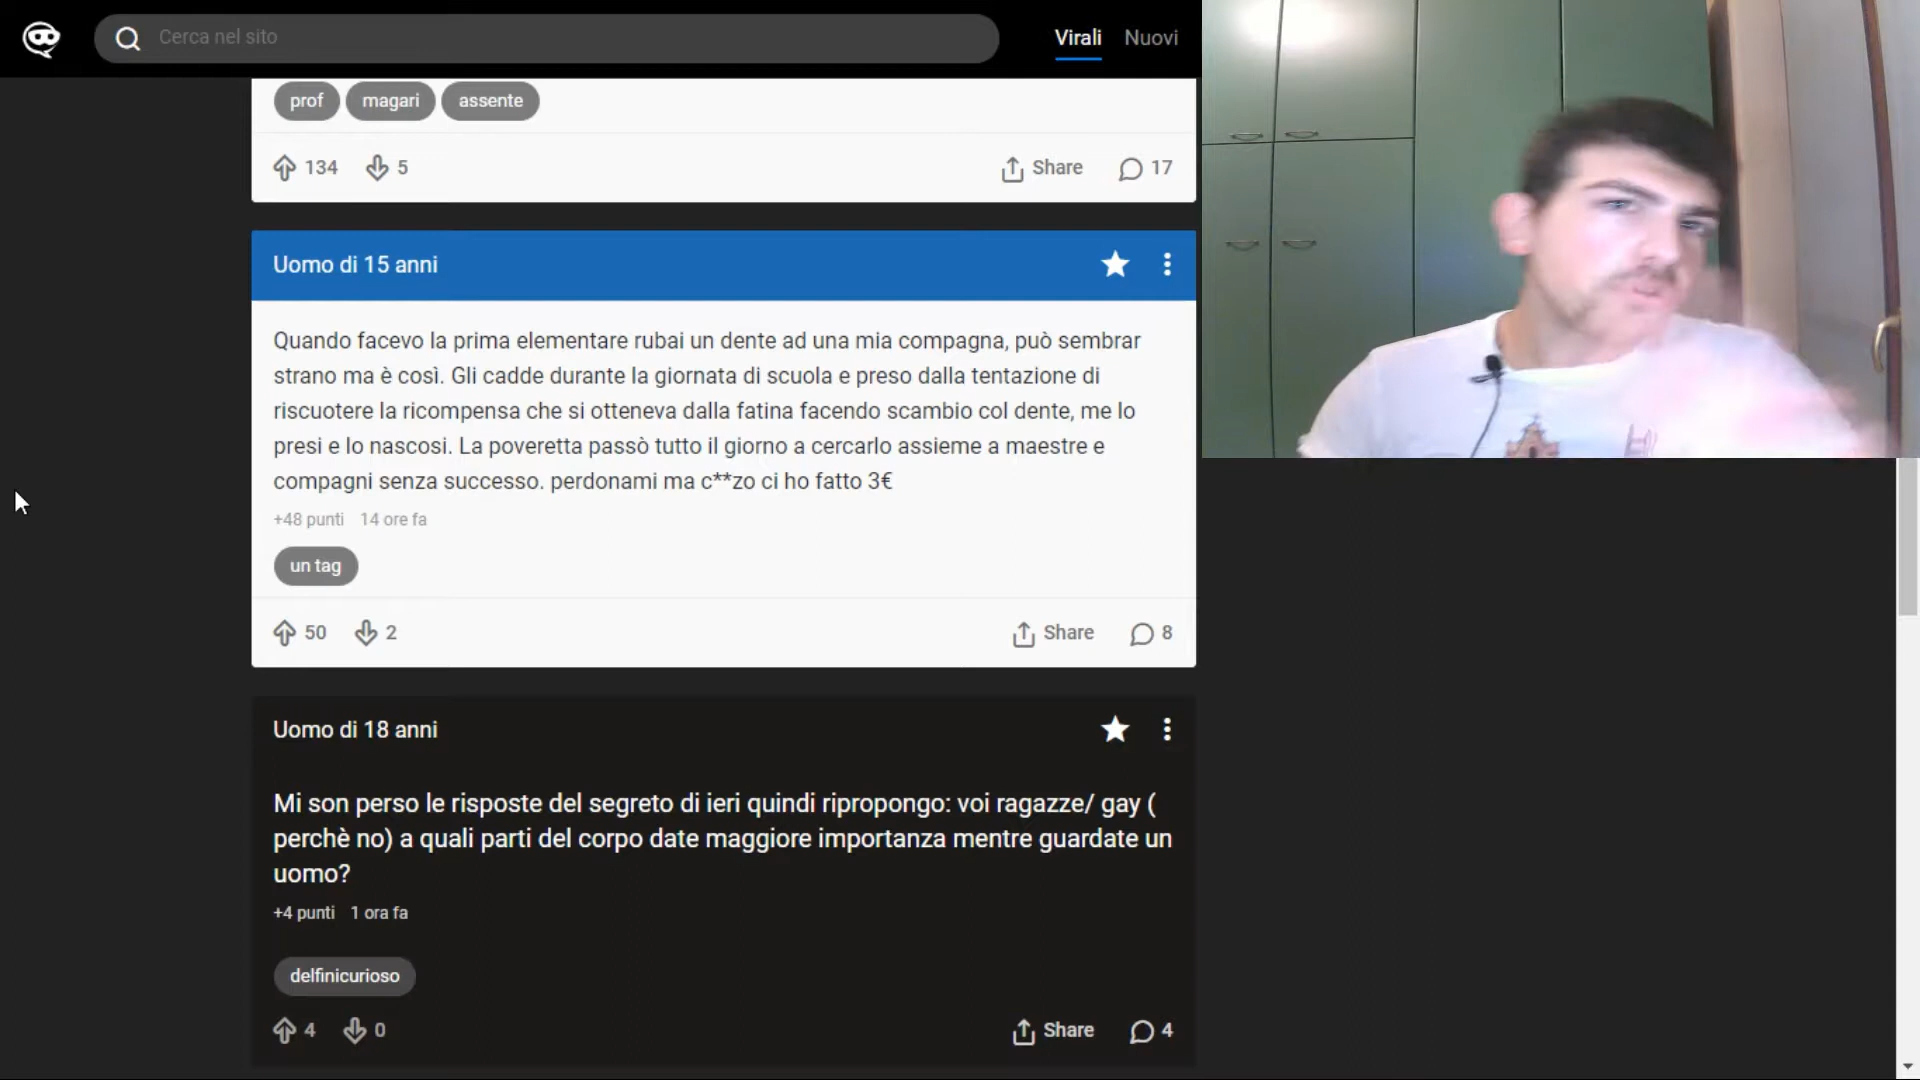 Cerca nel sito
Virali Nuovi
prof magari assente
134 5 Share 17
Uomo di 15 anni
Quando facevo la prima elementare rubai un dente ad una mia compagna, può sembrar
strano ma è così. Gli cadde durante la giornata di scuola e preso dalla tentazione di
riscuotere la ricompensa che si otteneva dalla fatina facendo scambio col dente, me lo
presi e lo nascosi. La poveretta passò tutto il giorno a cercarlo assieme a maestre e
compagni senza successo. perdonami ma c**zo ci ho fatto 3€
+48 punti 14 ore fa
un tag
50 2 Share 8
Uomo di 18 anni
Mi son perso le risposte del segreto di ieri quindi ripropongo: voi ragazze/ gay (
perchè no) a quali parti del corpo date maggiore importanza mentre guardate un
uomo?
+4 punti 1 ora fa
delfinicurioso
4 0 Share 4